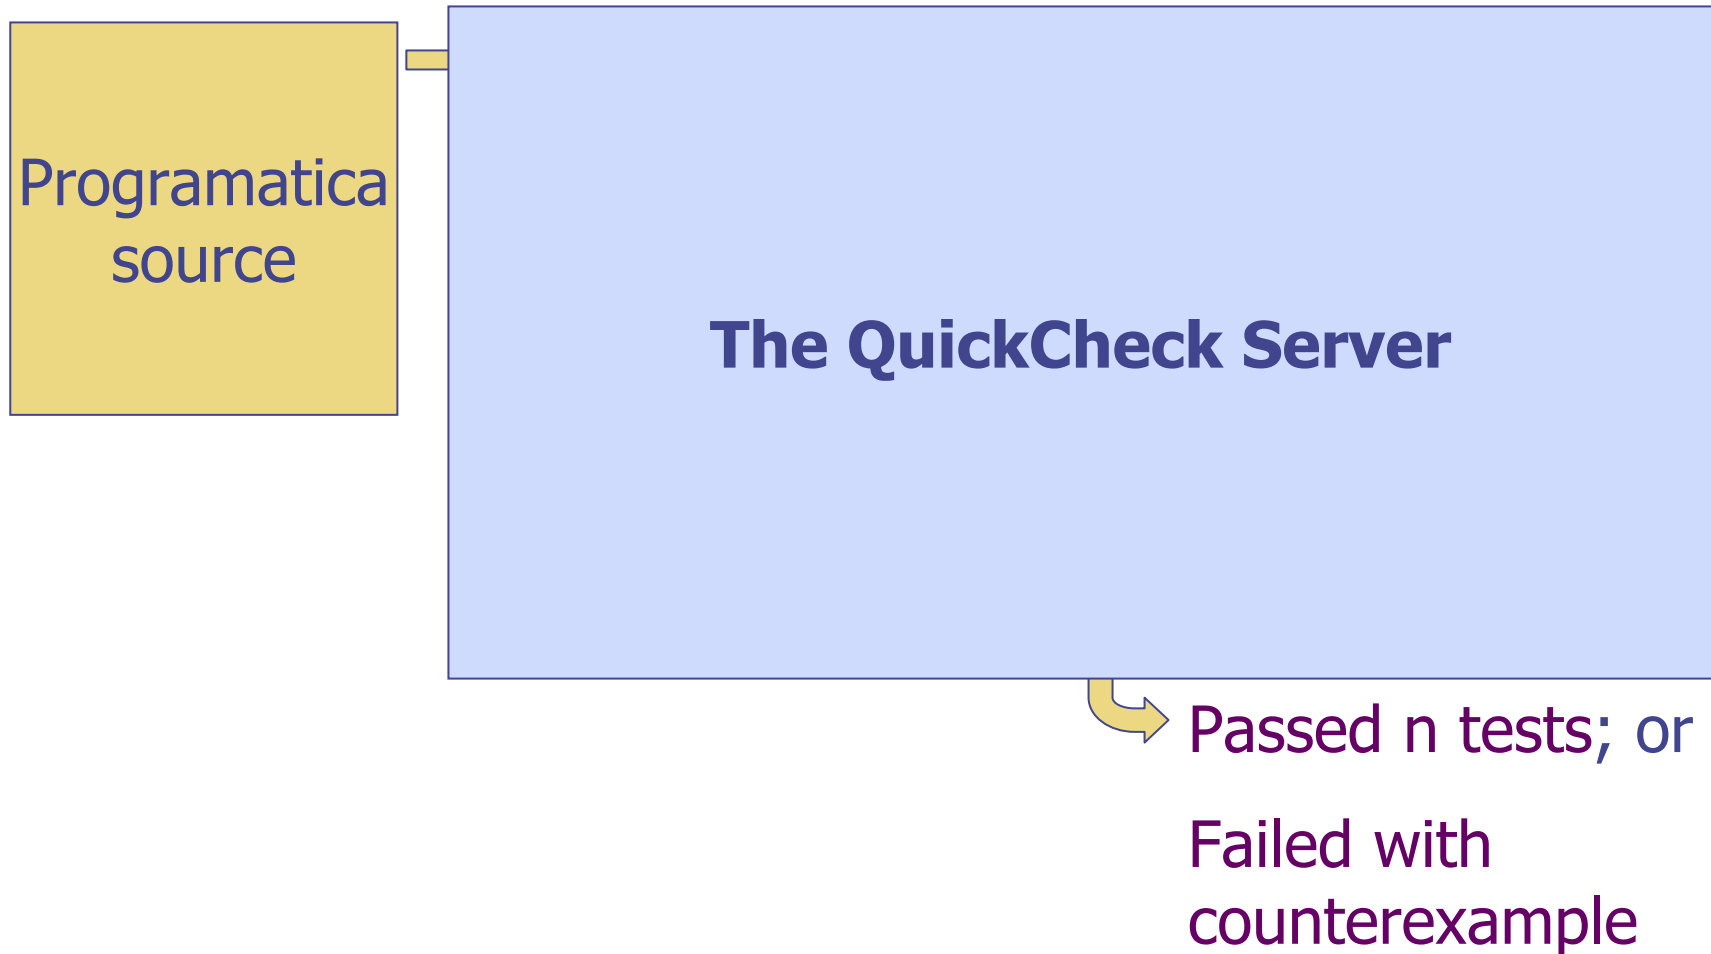 Programatica
source
The QuickCheck Server
Passed n tests; or
Failed with
counterexample